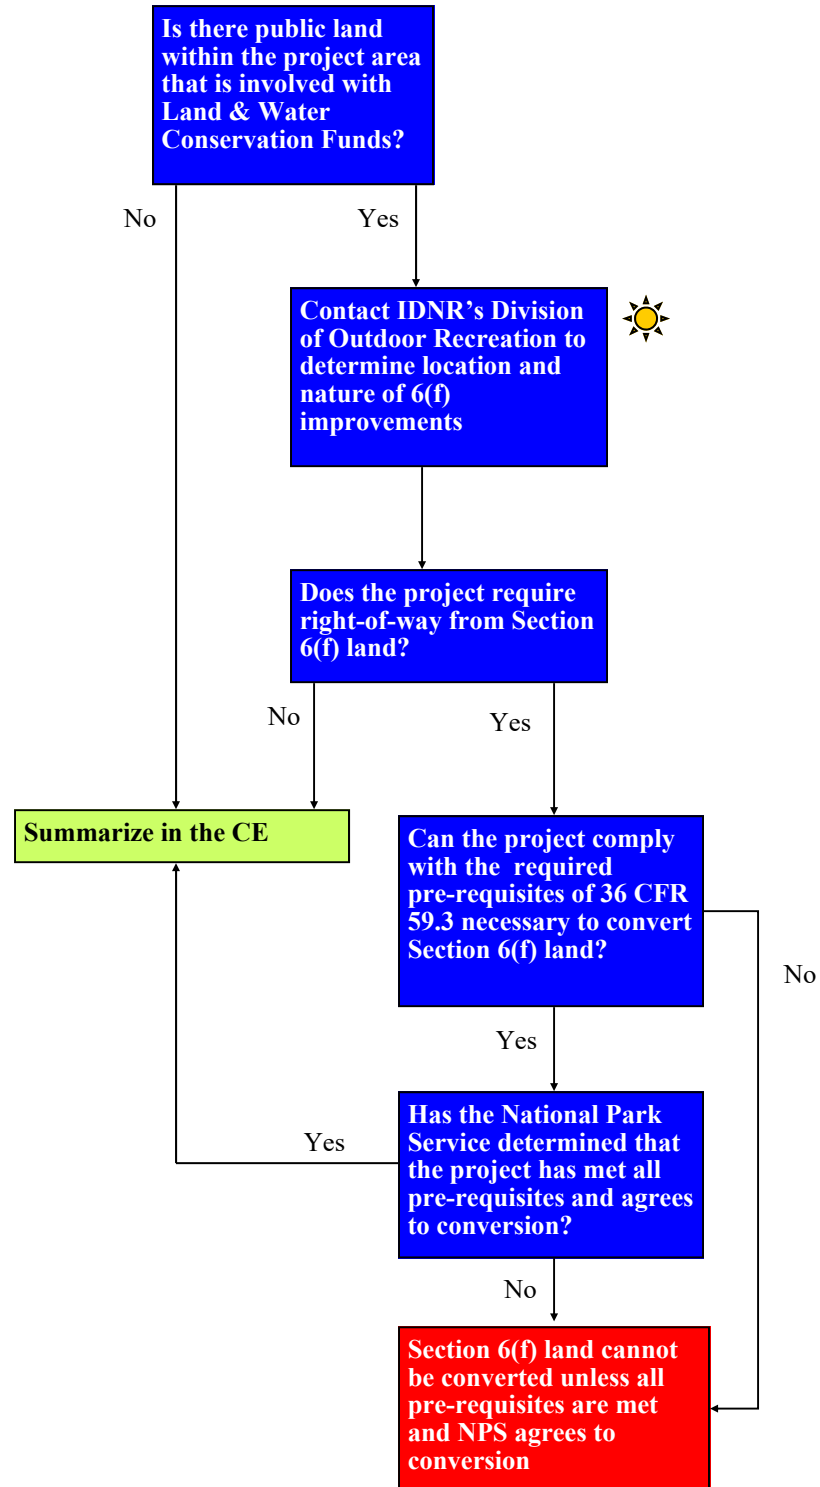 Is there public land
within the project area
that is involved with
Land & Water
Conservation Funds?
No
Yes
Contact IDNR’s Division
of Outdoor Recreation to
determine location and
nature of 6(f)
improvements
Does the project require
right-of-way from Section
6(f) land?
No
Yes
Summarize in the CE
Can the project comply
with the  required
pre-requisites of 36 CFR
59.3 necessary to convert
Section 6(f) land?
No
Yes
Has the National Park
Service determined that
the project has met all
pre-requisites and agrees
to conversion?
Yes
No
Section 6(f) land cannot
be converted unless all
pre-requisites are met
and NPS agrees to
conversion